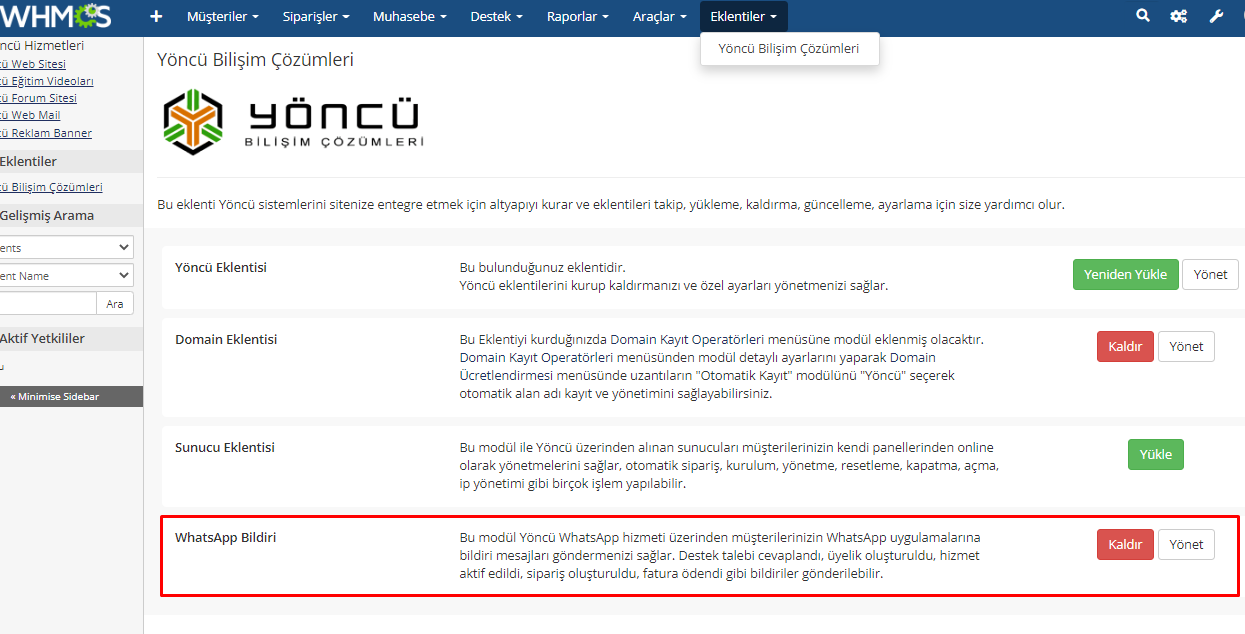 WHMCS
Müşteriler
Siparişler
Muhasebe
Destek
Raporlar
Araçlar
Eklentiler
Yöncü Bilişim Çözümleri
ncü Hizmetleri
cü Web Sitesi
cü Eğitim Videoları
cü Forum Sitesi
cü Web Mail
cü Reklam Banner
Eklentiler
cü Bilişim Çözümleri
Gelişmiş Arama
ents
ent Name
Ara
Aktif Yetkililer
u
« Minimise Sidebar
Yöncü Bilişim Çözümleri
YÖNCÜ
BİLİŞİM ÇÖZÜMLERİ
Bu eklenti Yöncü sistemlerini sitenize entegre etmek için altyapıyı kurar ve eklentileri takip, yükleme, kaldırma, güncelleme, ayarlama için size yardımcı olur.
Yöncü Eklentisi
Bu bulunduğunuz eklentidir.
Yöncü eklentilerini kurup kaldırmanızı ve özel ayarları yönetmenizi sağlar.
Yeniden Yükle
Yönet
Domain Eklentisi
Bu Eklentiyi kurduğunuzda Domain Kayıt Operatörleri menüsüne modül eklenmiş olacaktır.
Domain Kayıt Operatörleri menüsünden modül detaylı ayarlarını yaparak Domain
Ücretlendirmesi menüsünde uzantıların "Otomatik Kayıt" modülünü "Yöncü" seçerek
otomatik alan adı kayıt ve yönetimini sağlayabilirsiniz.
Kaldır
Yönet
Sunucu Eklentisi
Bu modül ile Yöncü üzerinden alınan sunucuları müşterilerinizin kendi panellerinden online
olarak yönetmelerini sağlar, otomatik sipariş, kurulum, yönetme, resetleme, kapatma, açma,
ip yönetimi gibi birçok işlem yapılabilir.
Yükle
WhatsApp Bildiri
Bu modül Yöncü WhatsApp hizmeti üzerinden müşterilerinizin WhatsApp uygulamalarına
bildiri mesajları göndermenizi sağlar. Destek talebi cevaplandı, üyelik oluşturuldu, hizmet
aktif edildi, sipariş oluşturuldu, fatura ödendi gibi bildiriler gönderilebilir.
Kaldır
Yönet